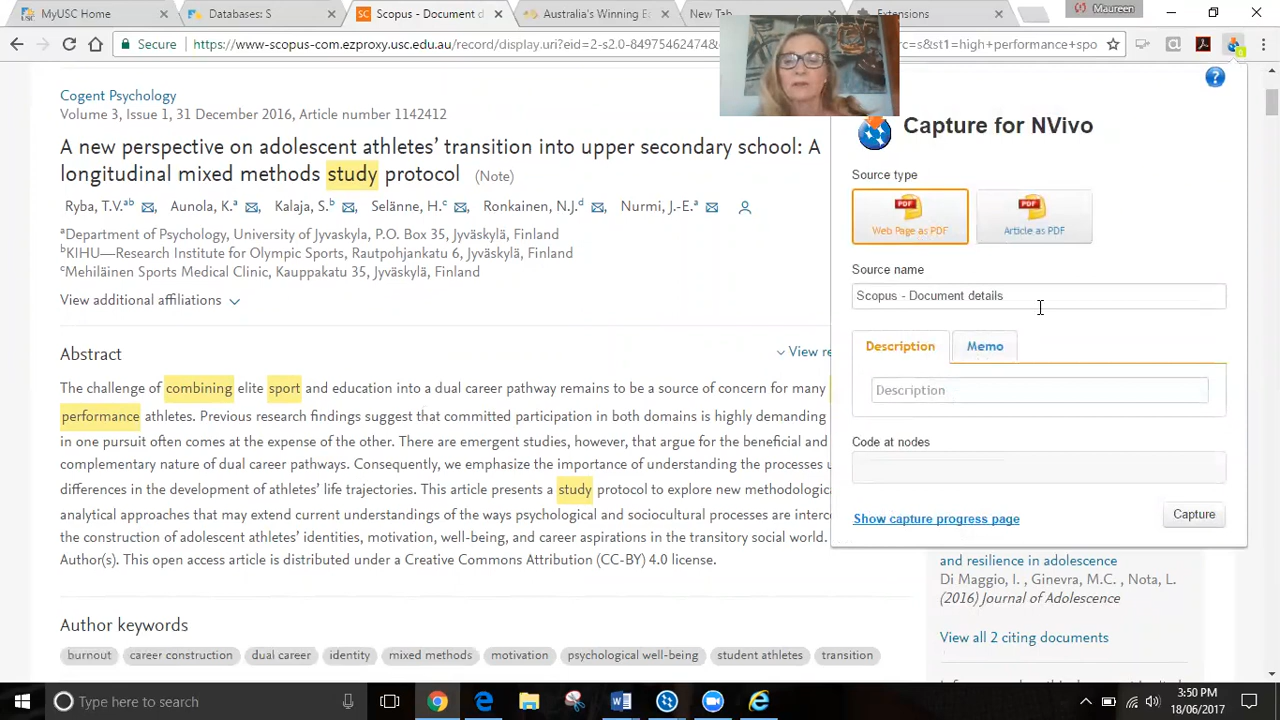 MyUSC Home
Databases: S
SC Scopus - Document d
Australia's Winning E
New Tab
Extensions
Maureen
Secure https://www-scopus-com.ezproxy.usc.edu.au/record/display.uri?eid=2-s2.0-849754624748 rc=s&st1=high+performance+spo
Cogent Psychology
Volume 3, Issue 1, 31 December 2016, Article number 1142412
A new perspective on adolescent athletes' transition into upper secondary school: A
longitudinal mixed methods study protocol (Note)
Ryba, T.V.ab Aunola, K.a Kalaja, S.b Selänne, H.c Ronkainen, N.J.d Nurmi, J.-E.a
aDepartment of Psychology, University of Jyvaskyla, P.O. Box 35, Jyväskylä, Finland
bKIHU—Research Institute for Olympic Sports, Rautpohjankatu 6, Jyväskylä, Finland
cMehiläinen Sports Medical Clinic, Kauppakatu 35, Jyväskylä, Finland
View additional affiliations
Abstract
View re
The challenge of combining elite sport and education into a dual career pathway remains to be a source of concern for many
performance athletes. Previous research findings suggest that committed participation in both domains is highly demanding
in one pursuit often comes at the expense of the other. There are emergent studies, however, that argue for the beneficial and
complementary nature of dual career pathways. Consequently, we emphasize the importance of understanding the processes u
differences in the development of athletes' life trajectories. This article presents a study protocol to explore new methodologica
analytical approaches that may extend current understandings of the ways psychological and sociocultural processes are interc
the construction of adolescent athletes' identities, motivation, well-being, and career aspirations in the transitory social world.
Author(s). This open access article is distributed under a Creative Commons Attribution (CC-BY) 4.0 license.
Author keywords
burnout career construction dual career identity mixed methods motivation psychological well-being student athletes transition
?
Capture for NVivo
Source type
PDF
Web Page as PDF
PDF
Article as PDF
Source name
Scopus - Document details
Description Memo
Description
Code at nodes
Show capture progress page
Capture
and resilience in adolescence
Di Maggio, I. , Ginevra, M.C. , Nota, L.
(2016) Journal of Adolescence
View all 2 citing documents
Type here to search
3:50 PM
18/06/2017